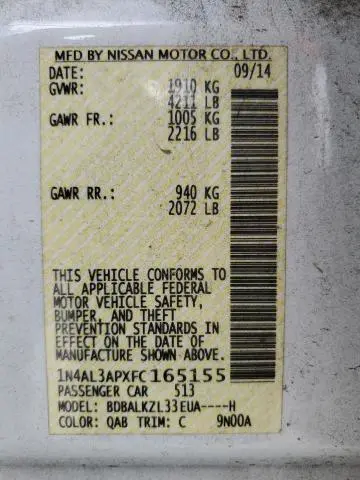 MFD BY NISSAN MOTOR CO., LTD.
DATE: 09/14
GVWR: 1910 KG
4211 LB
GAWR FR.: 1005 KG
2216 LB
GAWR RR.: 940 KG
2072 LB
THIS VEHICLE CONFORMS TO
ALL APPLICABLE FEDERAL
MOTOR VEHICLE SAFETY,
BUMPER, AND THEFT
PREVENTION STANDARDS IN
EFFECT ON THE DATE OF
MANUFACTURE SHOWN ABOVE.
1N4AL3APXFC165155
PASSENGER CAR 513
MODEL: BDBALKZL33EUA----H
COLOR: QAB TRIM: C 9N00A